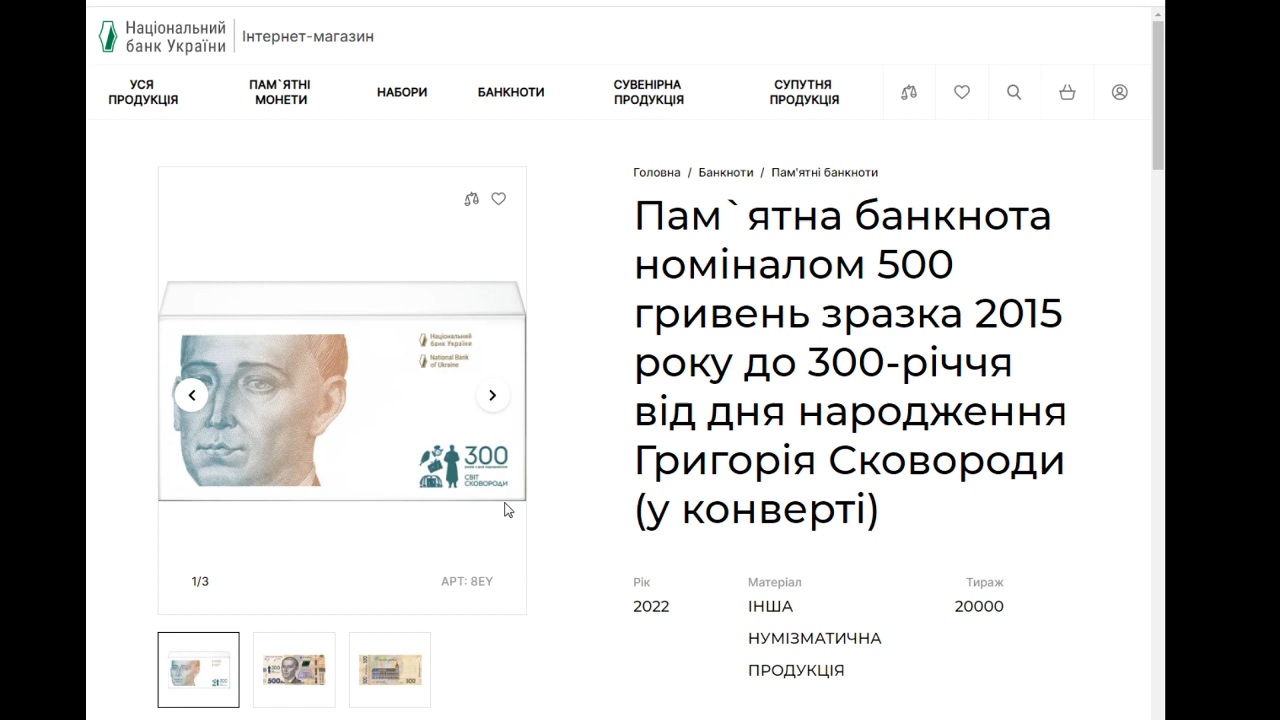 Національний
банк України
Інтернет-магазин
УСЯ
ПРОДУКЦІЯ
ПАМ`ЯТНІ
МОНЕТИ
НАБОРИ
БАНКНОТИ
СУВЕНІРНА
ПРОДУКЦІЯ
СУПУТНЯ
ПРОДУКЦІЯ
Національний
банк України
National Bank
of Ukraine
300
СВІТ
СКОВОРОДИ
1/3
АРТ: 8EY
Головна / Банкноти / Пам'ятні банкноти
Пам`ятна банкнота
номіналом 500
гривень зразка 2015
року до 300-річчя
від дня народження
Григорія Сковороди
(у конверті)
Рік
2022
Матеріал
ІНША
НУМІЗМАТИЧНА
ПРОДУКЦІЯ
Тираж
20000